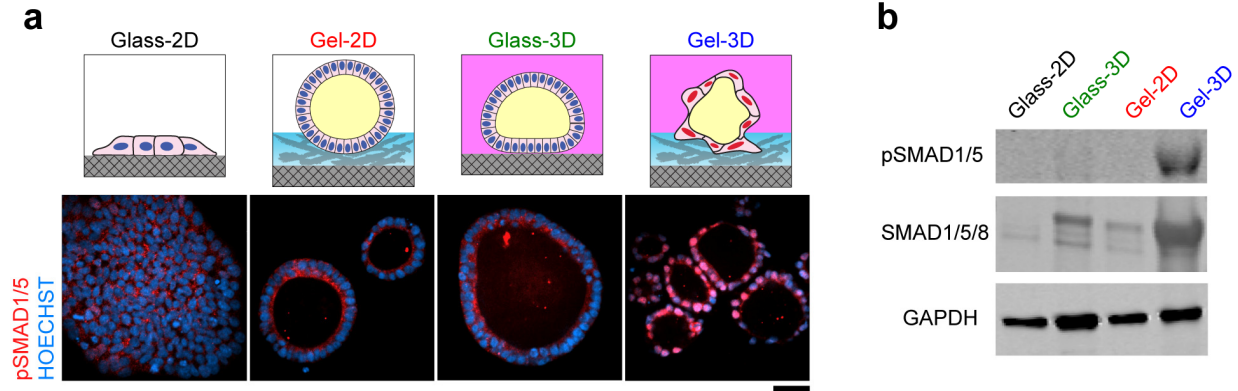 a
Glass-2D Gel-2D Glass-3D Gel-3D
pSMAD1/5
HOECHST
b
Glass-2D
Glass-3D
Gel-2D
Gel-3D
pSMAD1/5
SMAD1/5/8
GAPDH